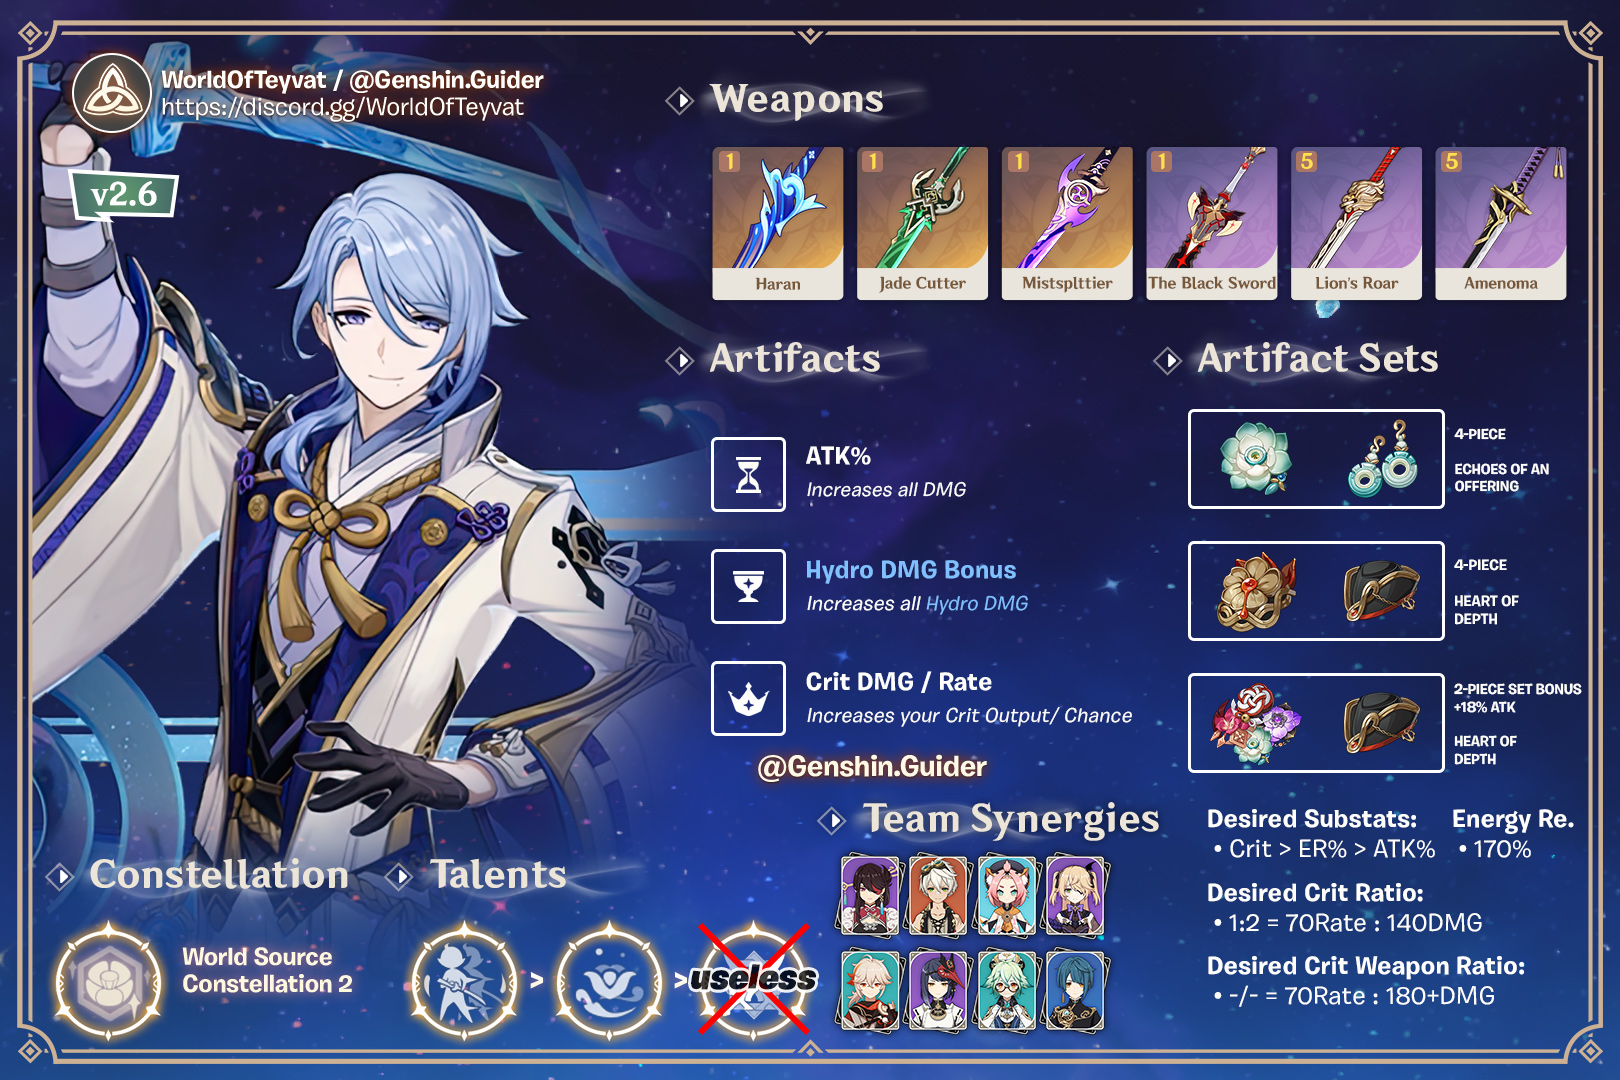 WorldOfTeyvat / @Genshin.Guider
https://discord.gg/WorldOfTeyvat
v2.6
Weapons
1
1
1
1
5
5
Haran
Jade Cutter
Mistsplttier
The Black Sword
Lion's Roar
Amenoma
Artifacts
ATK%
Increases all DMG
Hydro DMG Bonus
Increases all Hydro DMG
Crit DMG / Rate
Increases your Crit Output/ Chance
@Genshin.Guider
Artifact Sets
4-PIECE
ECHOES OF AN
OFFERING
4-PIECE
HEART OF
DEPTH
2-PIECE SET BONUS
+18% ATK
HEART OF
DEPTH
Constellation
World Source
Constellation 2
Talents
>
>
useless
Team Synergies
Desired Substats:
• Crit > ER% > ATK%
Energy Re.
• 170%
Desired Crit Ratio:
• 1:2 = 70Rate : 140DMG
Desired Crit Weapon Ratio:
• -/- = 70Rate : 180+DMG